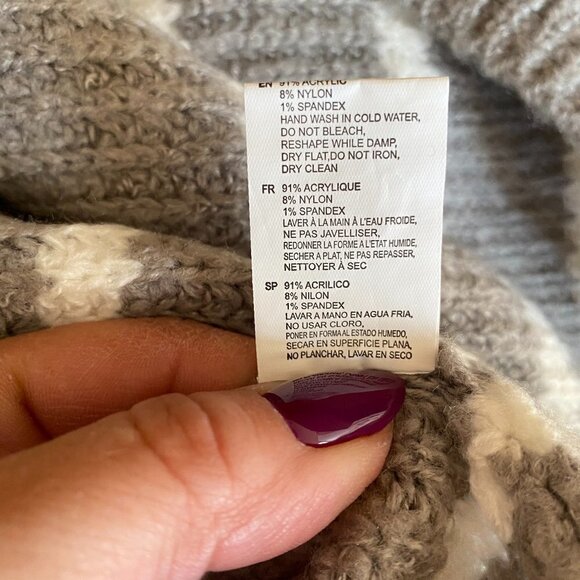 EN 91% ACRYLIC
8% NYLON
1% SPANDEX
HAND WASH IN COLD WATER,
DO NOT BLEACH,
RESHAPE WHILE DAMP,
DRY FLAT,DO NOT IRON,
DRY CLEAN
FR 91% ACRYLIQUE
8% NYLON
1% SPANDEX
LAVER À LA MAIN À L'EAU FROIDE,
NE PAS JAVELLISER,
REDONNER LA FORME A L'ETAT HUMIDE,
SECHER A PLAT, NE PAS REPASSER,
NETTOYER À SEC
SP 91% ACRILICO
8% NILON
1% SPANDEX
LAVAR A MANO EN AGUA FRIA,
NO USAR CLORO,
PONER EN FORMA AL ESTADO HUMEDO,
SECAR EN SUPERFICIE PLANA,
NO PLANCHAR, LAVAR EN SECO